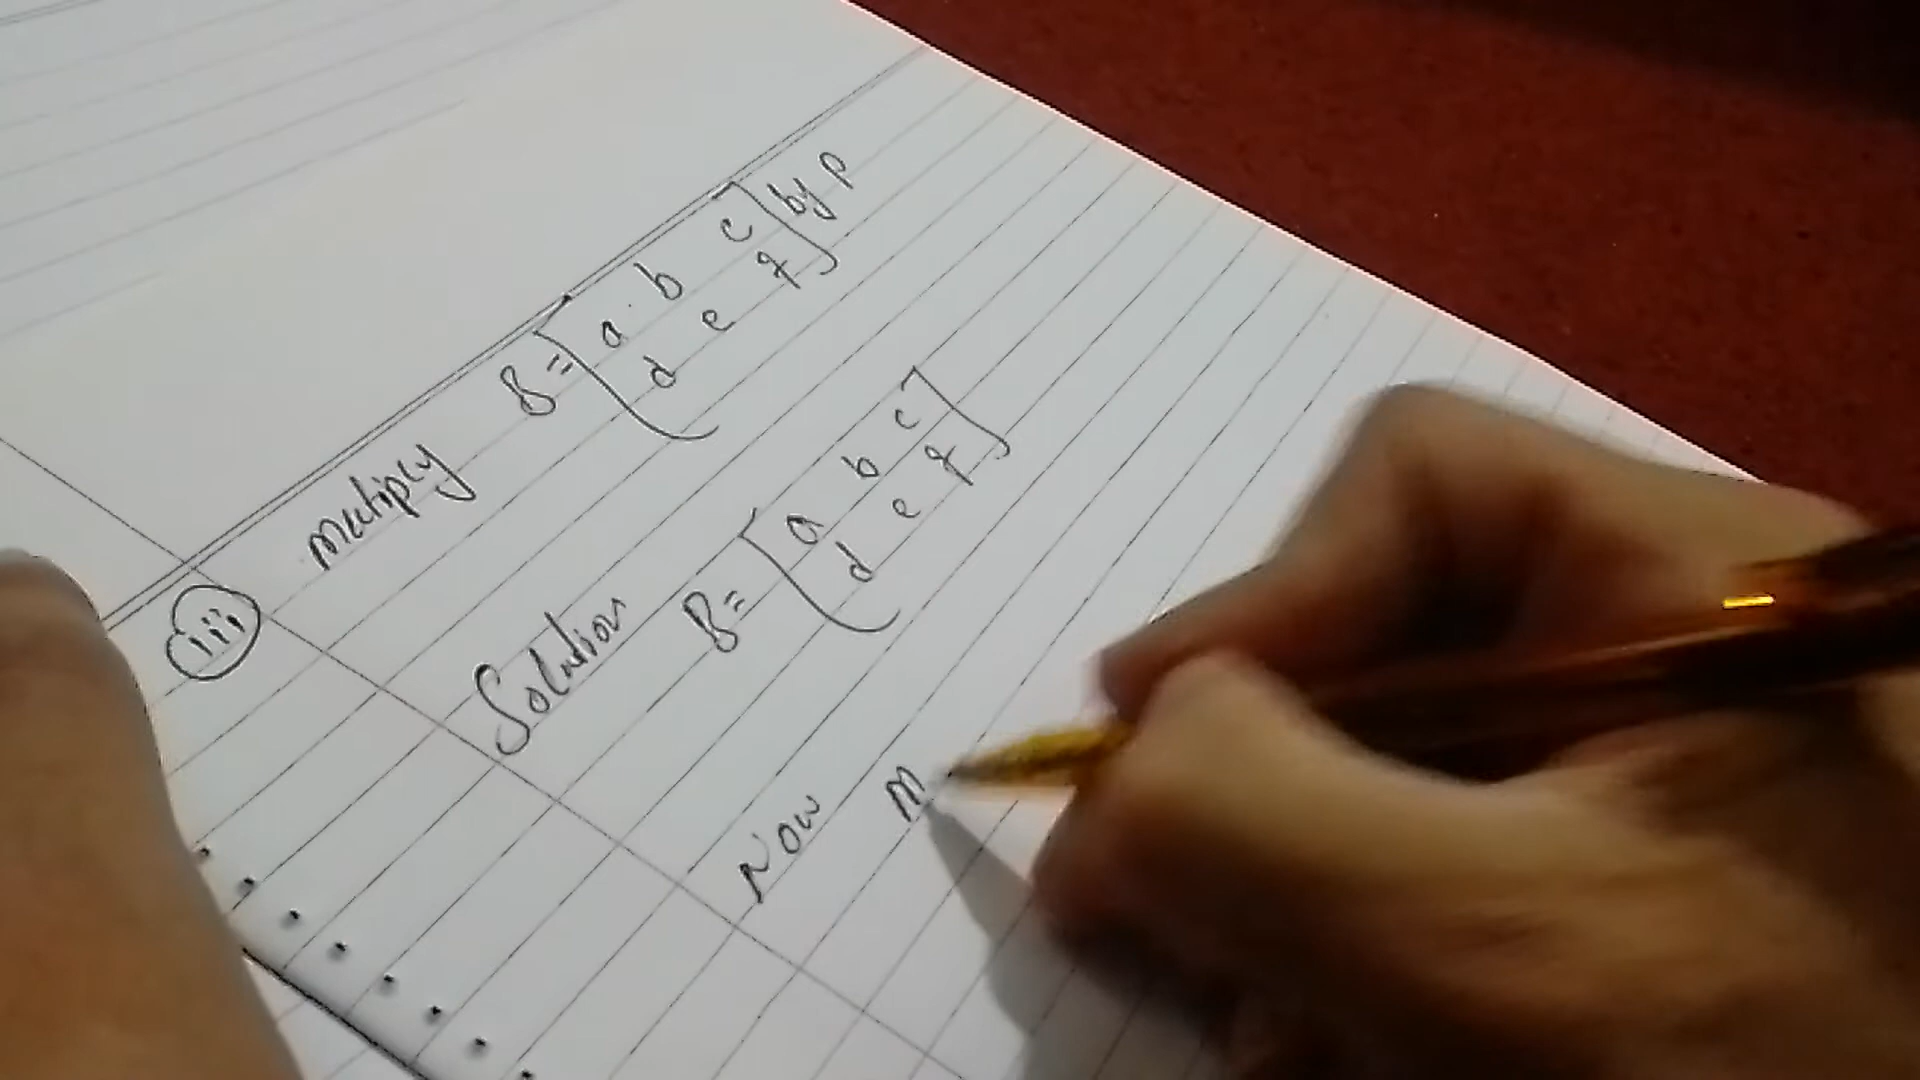 iii multiply B = [a b c
d e f] by P
Solution
B = [a b c
d e f]
Now m